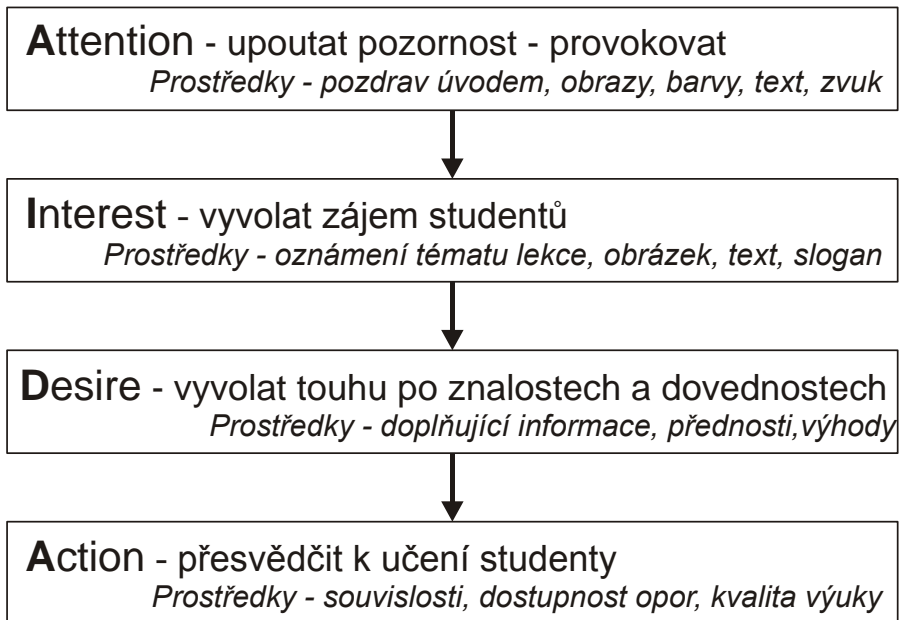 Attention - upoutat pozornost - provokovat
Prostředky - pozdrav úvodem, obrazy, barvy, text, zvuk
Interest - vyvolat zájem studentů
Prostředky - oznámení tématu lekce, obrázek, text, slogan
Desire - vyvolat touhu po znalostech a dovednostech
Prostředky - doplňující informace, přednosti,výhody
Action - přesvědčit k učení studenty
Prostředky - souvislosti, dostupnost opor, kvalita výuky